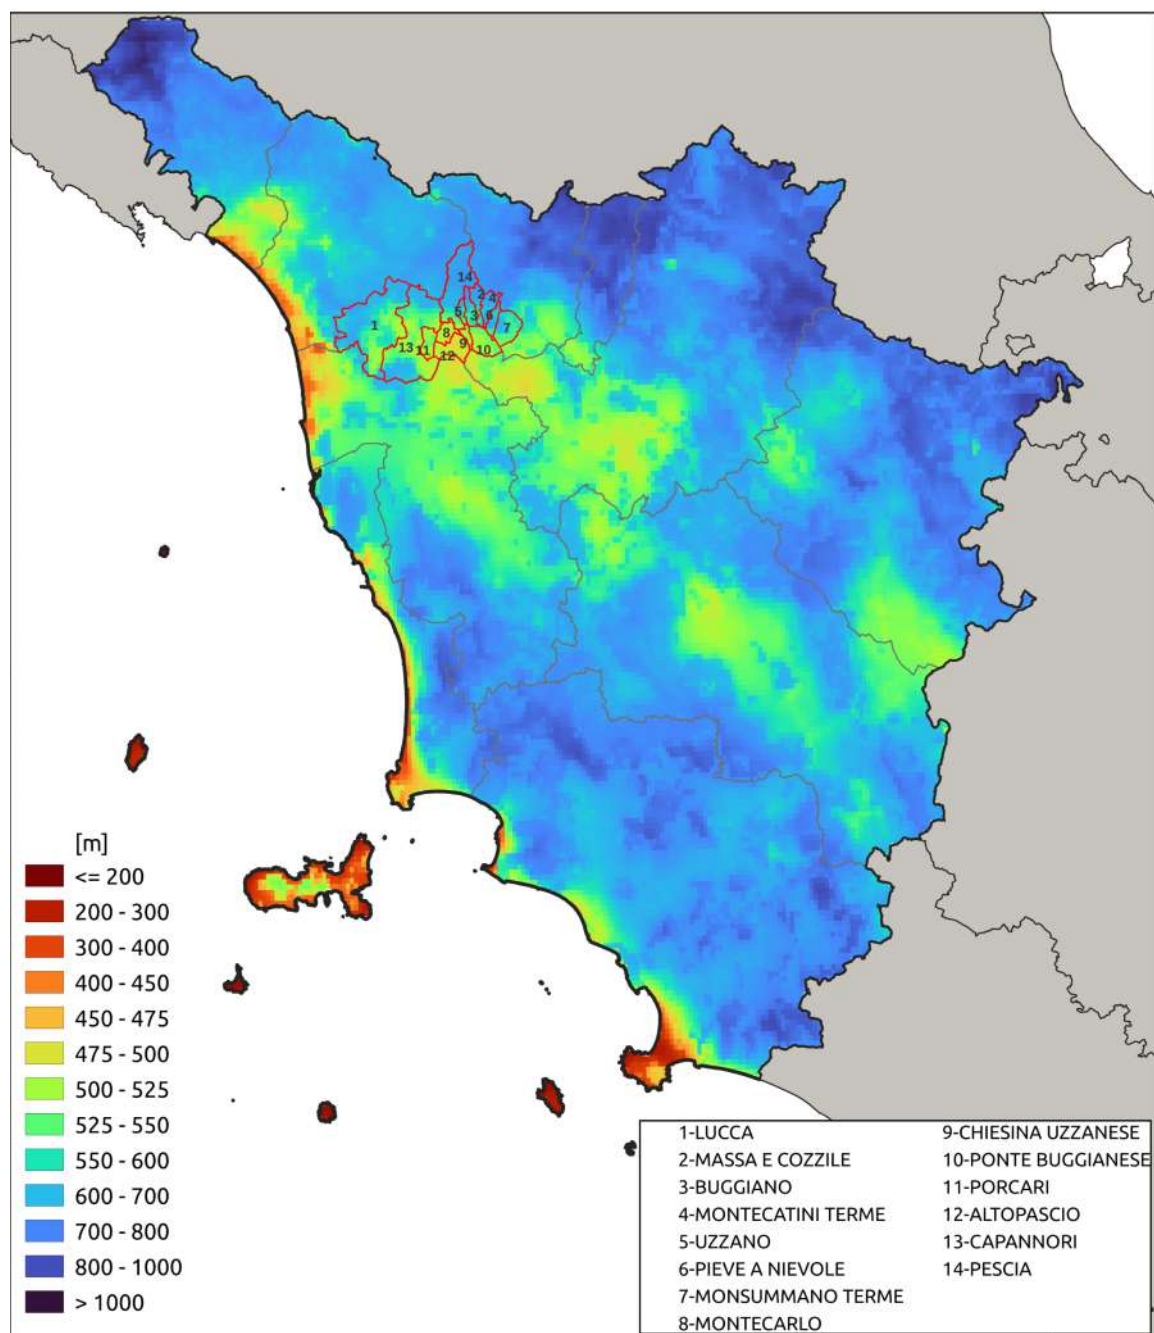 14
2
4
5
3
6
1
8
7
13
11
9
10
12
[m]
<= 200
200 - 300
300 - 400
400 - 450
450 - 475
475 - 500
500 - 525
525 - 550
550 - 600
600 - 700
700 - 800
800 - 1000
> 1000
1-LUCCA
2-MASSA E COZZILE
3-BUGGIANO
4-MONTECATINI TERME
5-UZZANO
6-PIEVE A NIEVOLE
7-MONSUMMANO TERME
8-MONTECARLO
9-CHIESINA UZZANESE
10-PONTE BUGGIANESE
11-PORCARI
12-ALTOPASCIO
13-CAPANNORI
14-PESCIA